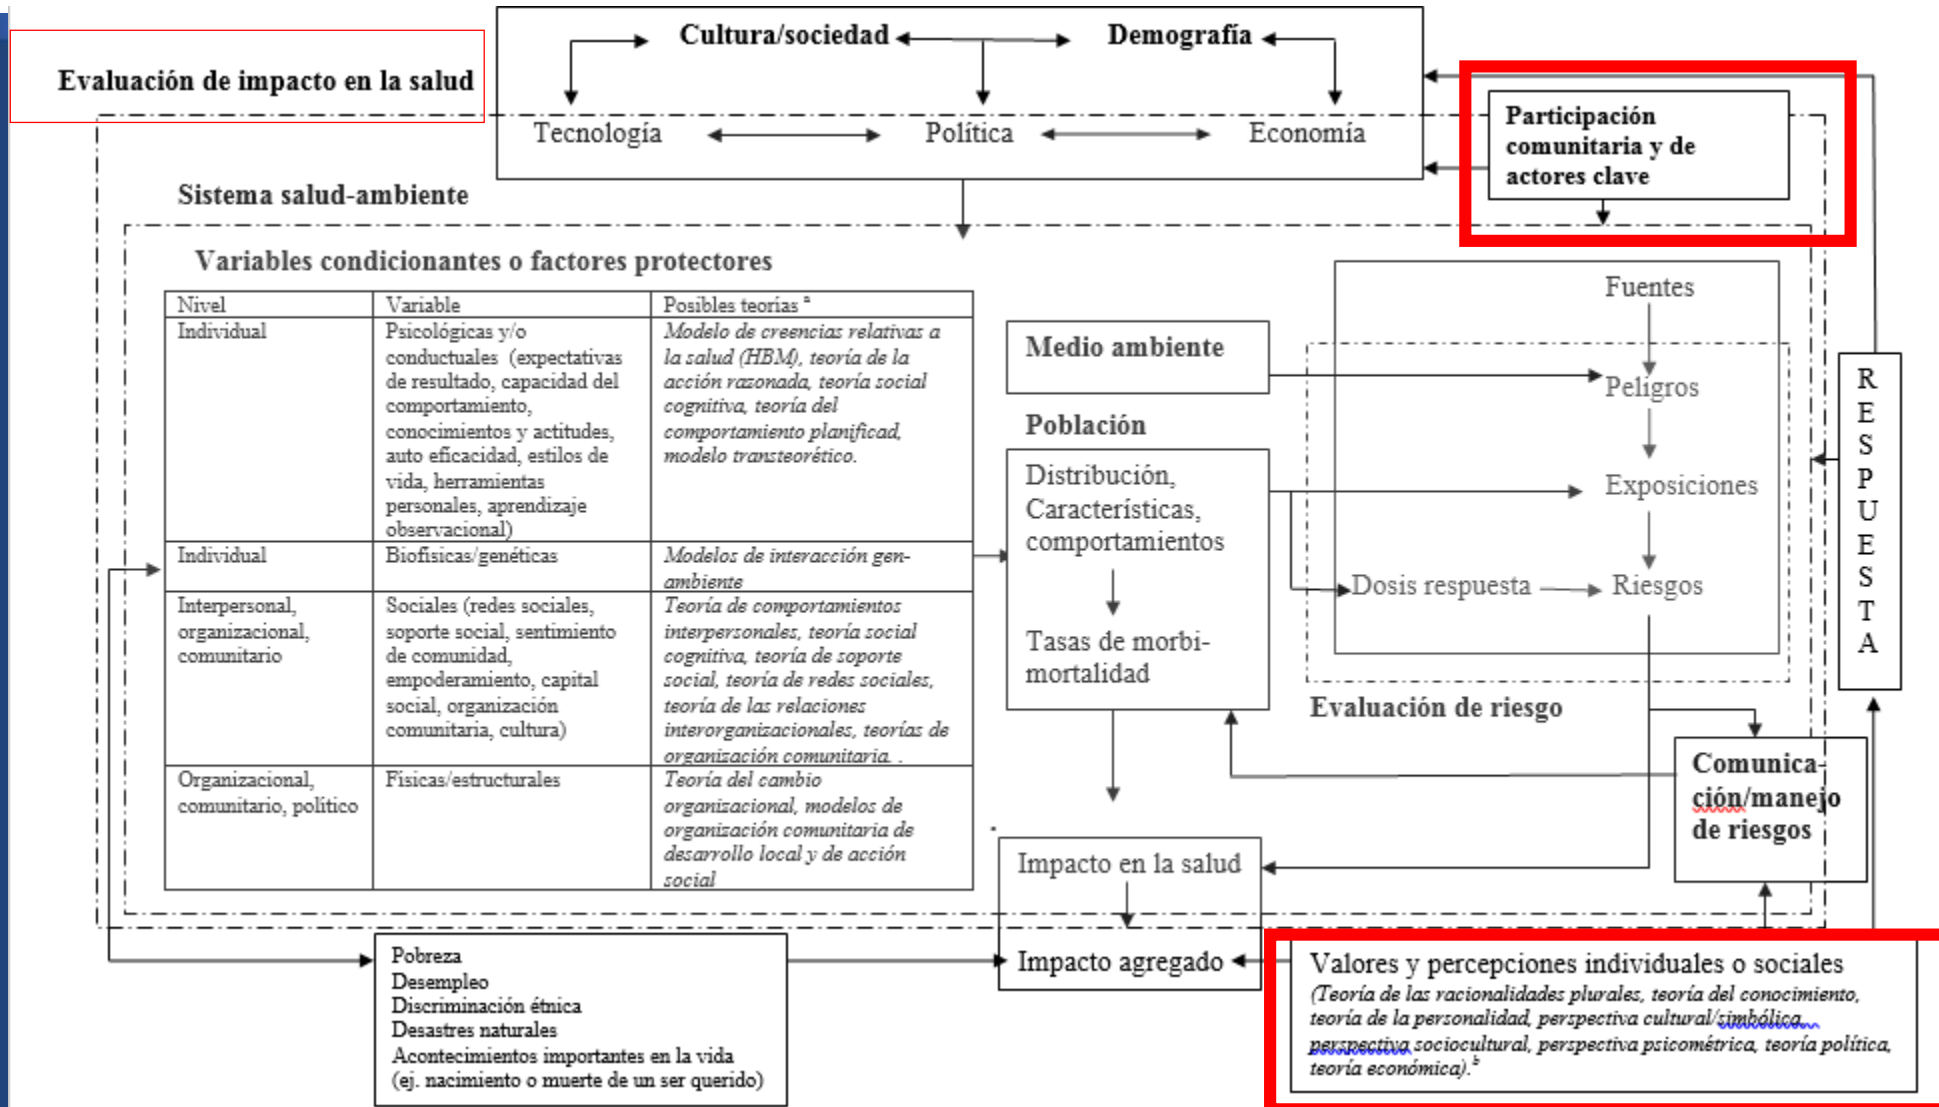 Evaluación de impacto en la salud
Cultura/sociedad
Demografía
Tecnología
Política
Economía
Participación
comunitaria y de
actores clave
Sistema salud-ambiente
Variables condicionantes o factores protectores
Nivel
Variable
Posibles teorías a
Individual
Psicológicas y/o
conductuales (expectativas
de resultado, capacidad del
comportamiento,
conocimientos y actitudes,
auto eficacidad, estilos de
vida, herramientas
personales, aprendizaje
observacional)
Modelo de creencias relativas a
la salud (HBM), teoría de la
acción razonada, teoría social
cognitiva, teoría del
comportamiento planificad,
modelo transteorético.
Individual
Biofísicas/genéticas
Modelos de interacción gen-
ambiente
Interpersonal,
organizacional,
comunitario
Sociales (redes sociales,
soporte social, sentimiento
de comunidad,
empoderamiento, capital
social, organización
comunitaria, cultura)
Teoría de comportamientos
interpersonales, teoría social
cognitiva, teoría de soporte
social, teoría de redes sociales,
teoría de las relaciones
interorganizacionales, teorías de
organización comunitaria. .
Organizacional,
comunitario, político
Físicas/estructurales
Teoría del cambio
organizacional, modelos de
organización comunitaria de
desarrollo local y de acción
social
Medio ambiente
Población
Distribución,
Características,
comportamientos
Tasas de morbi-
mortalidad
Fuentes
Peligros
Exposiciones
Dosis respuesta
Riesgos
Evaluación de riesgo
R
E
S
P
U
E
S
T
A
Comunica-
ción/manejo
de riesgos
Impacto en la salud
Impacto agregado
Pobreza
Desempleo
Discriminación étnica
Desastres naturales
Acontecimientos importantes en la vida
(ej. nacimiento o muerte de un ser querido)
Valores y percepciones individuales o sociales
(Teoría de las racionalidades plurales, teoría del conocimiento,
teoría de la personalidad, perspectiva cultural/simbólica,
perspectiva sociocultural, perspectiva psicométrica, teoría política,
teoría económica).b